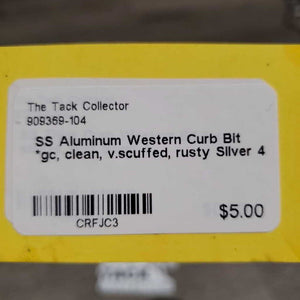 The Tack Collector
909369-104
SS Aluminum Western Curb Bit
*gc, clean, v.scuffed, rusty Silver 4
CRFJC3
$5.00